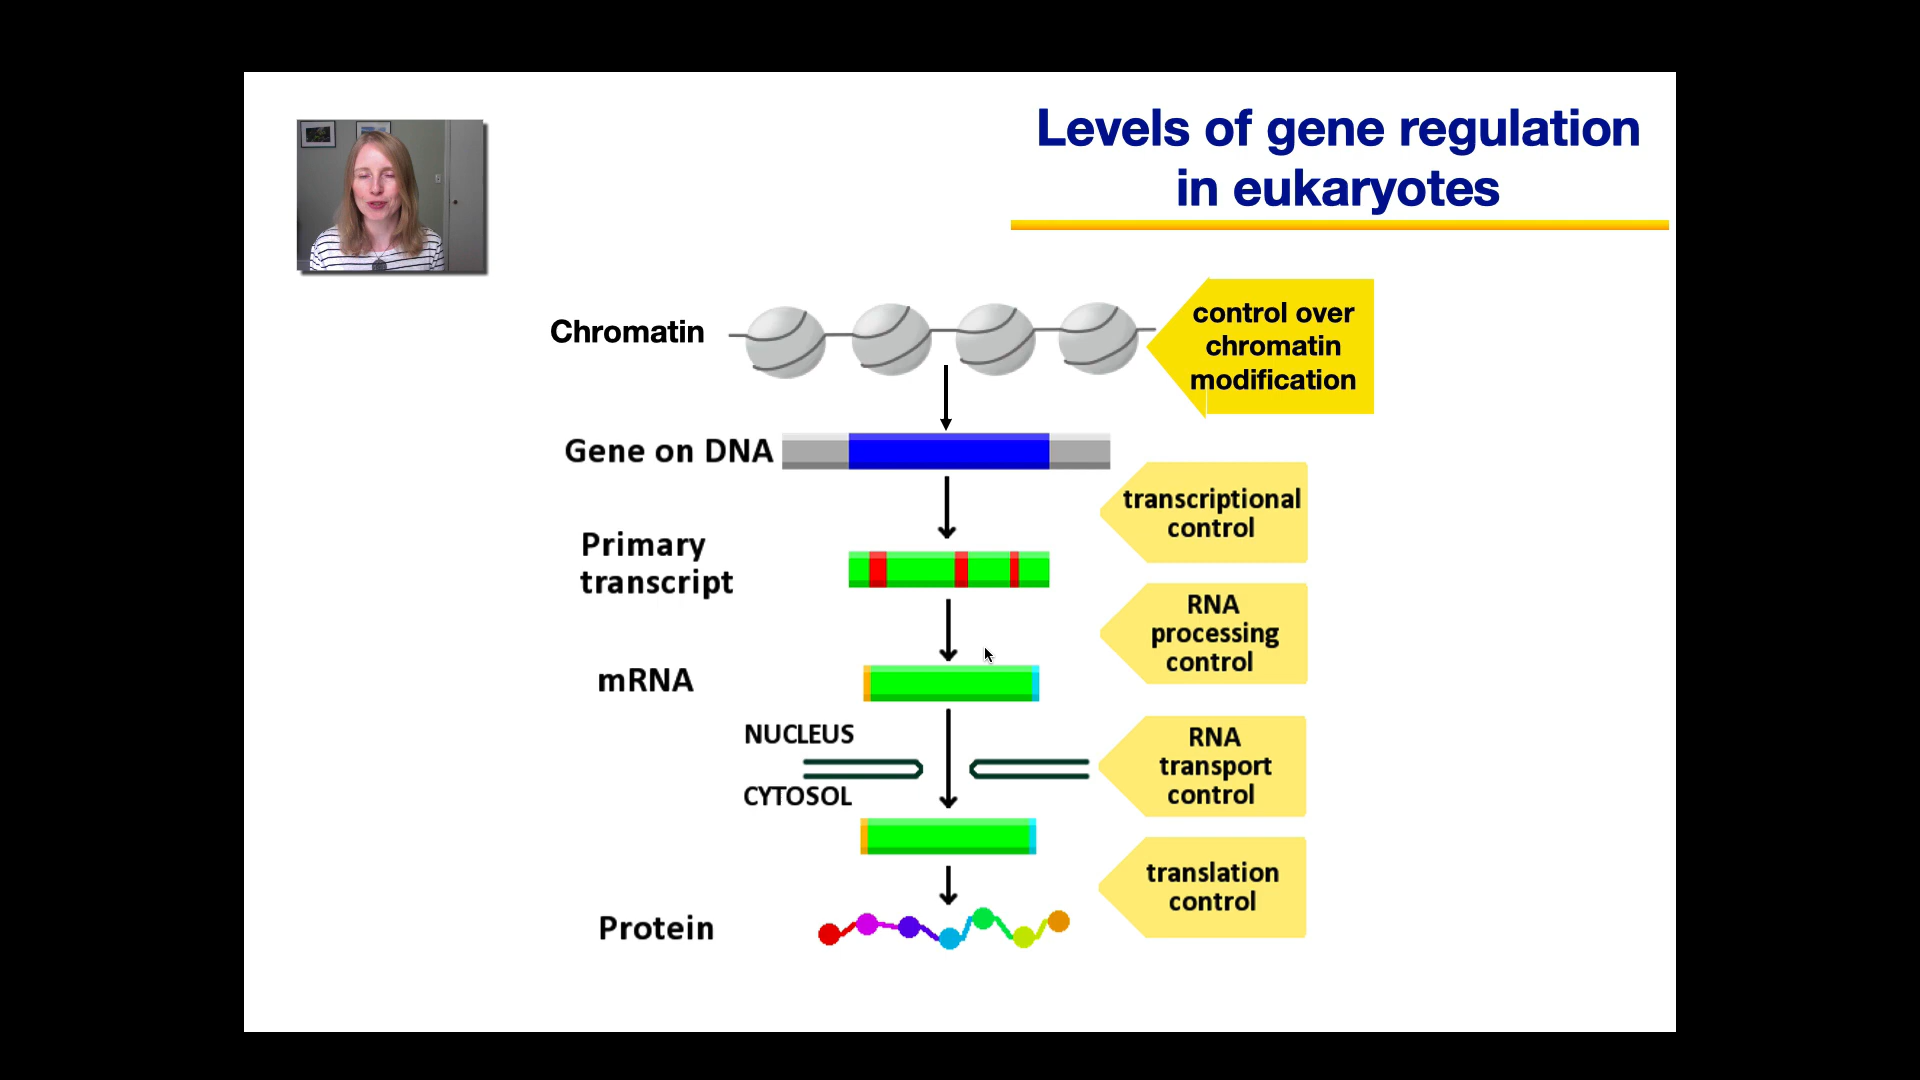 Levels of gene regulation
in eukaryotes
Chromatin
control over
chromatin
modification
Gene on DNA
transcriptional
control
Primary
transcript
RNA
processing
control
mRNA
NUCLEUS
CYTOSOL
RNA
transport
control
translation
control
Protein